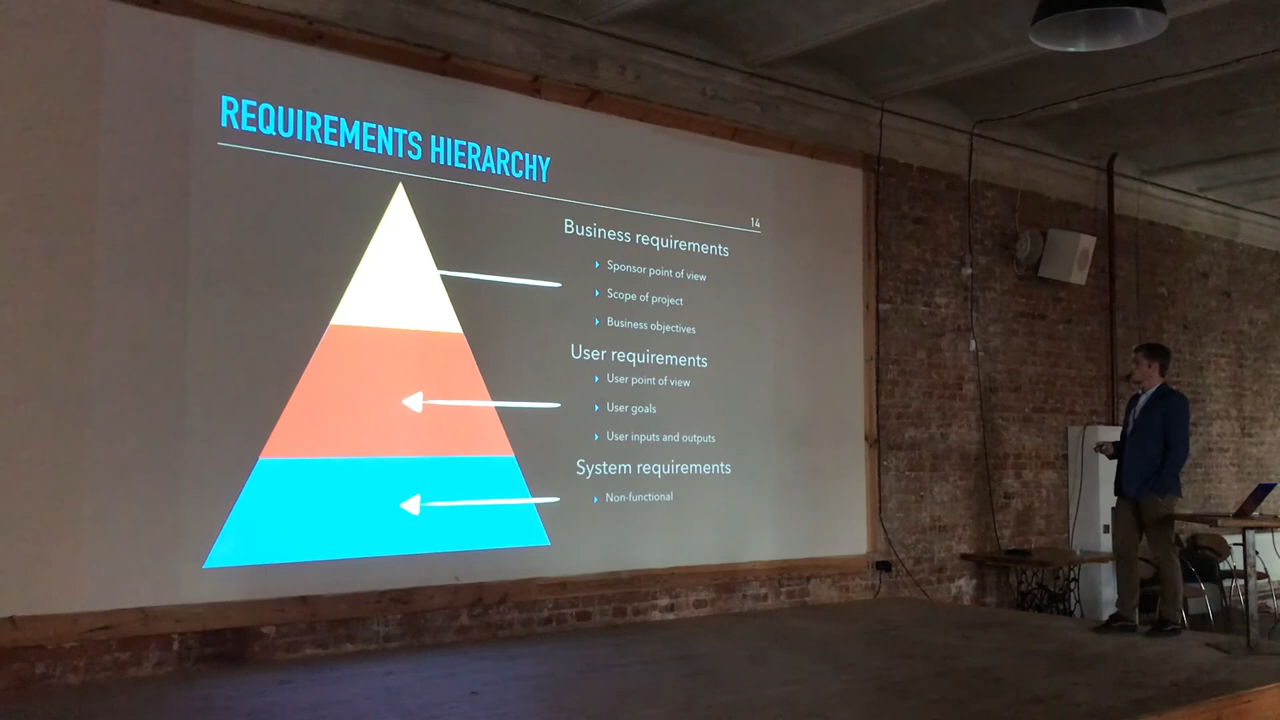 REQUIREMENTS HIERARCHY
14
Business requirements
Sponsor point of view
Scope of project
Business objectives
User requirements
User point of view
User goals
User inputs and outputs
System requirements
Non-functional